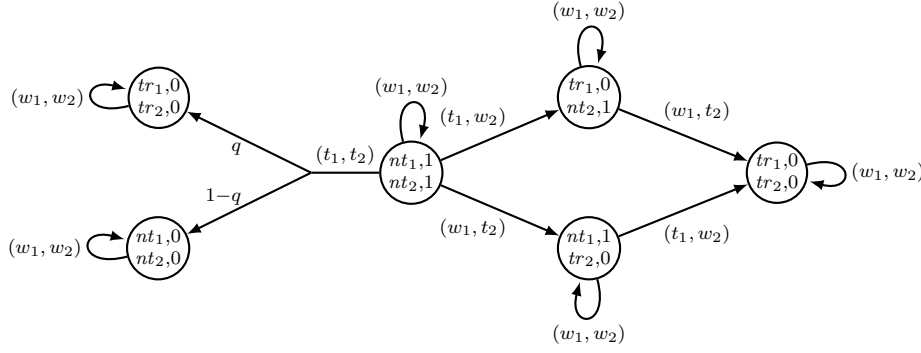 (w₁, w₂)
(w₁, w₂)
(w₁, w₂)
tr₁,0
tr₂,0
(t₁, w₂)
tr₁,0
nt₂,1
(w₁, t₂)
q
(t₁, t₂)
nt₁,1
nt₂,1
tr₁,0
tr₂,0
(w₁, w₂)
1−q
(w₁, t₂)
(t₁, w₂)
(w₁, w₂)
nt₁,0
nt₂,0
nt₁,1
tr₂,0
(w₁, w₂)